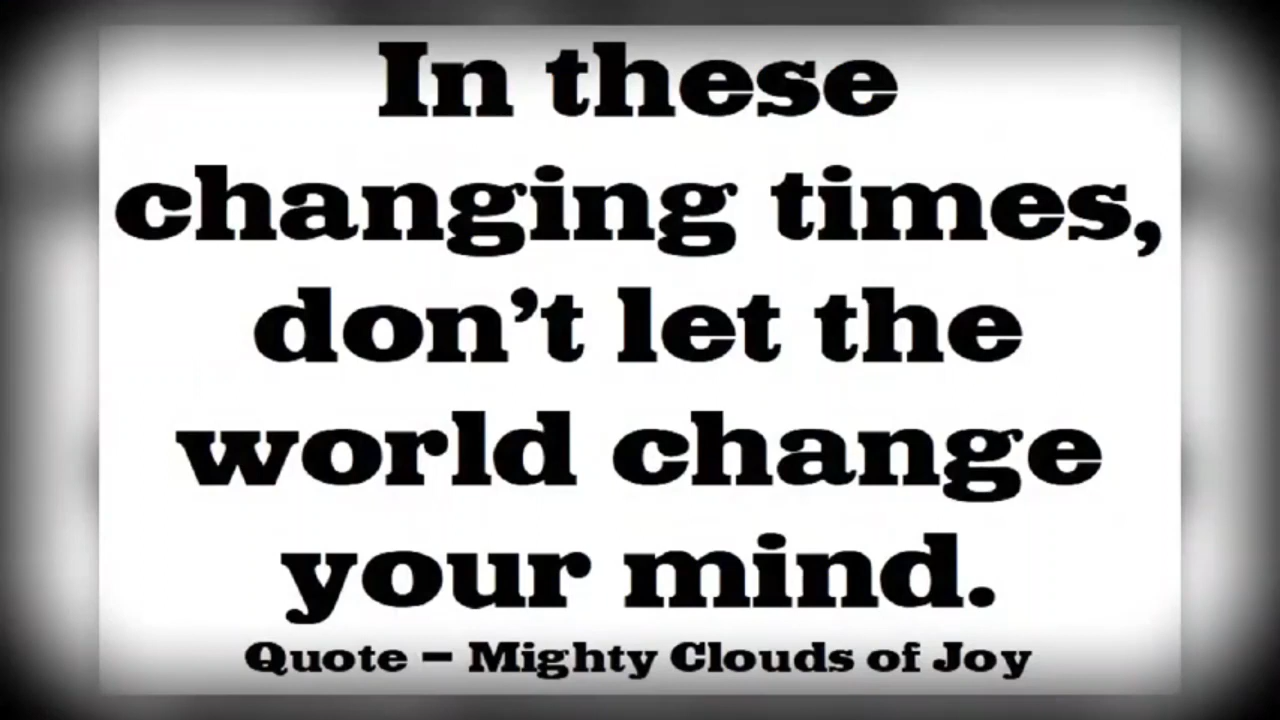 In these
changing times,
don’t let the
world change
your mind.
Quote – Mighty Clouds of Joy